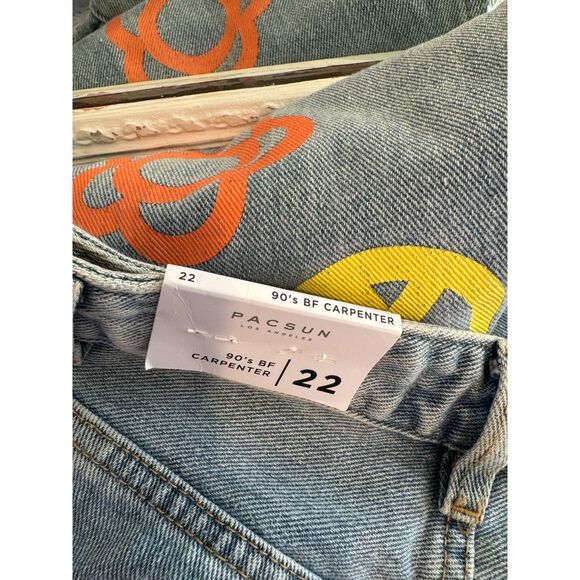 22 90's BF CARPENTER
PACSUN
LOS ANGELES
90's BF
CARPENTER 22